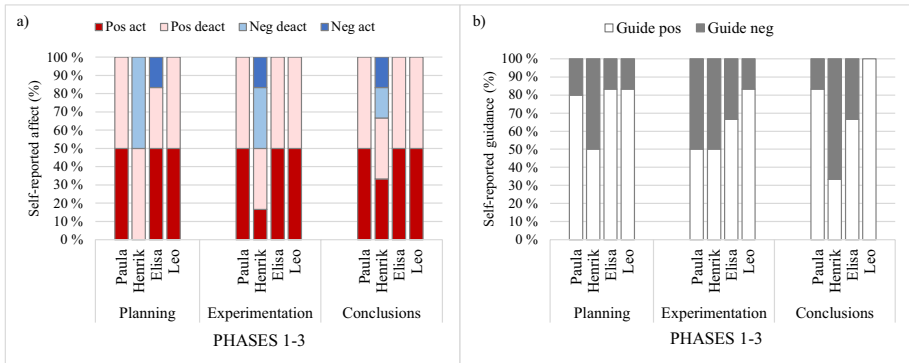 a)
Pos act Pos deact Neg deact Neg act
Self-reported affect (%)
100 %
90 %
80 %
70 %
60 %
50 %
40 %
30 %
20 %
10 %
0 %
Paula Henrik Elisa Leo Paula Henrik Elisa Leo Paula Henrik Elisa Leo
Planning Experimentation Conclusions
PHASES 1-3
b)
Guide pos Guide neg
Self-reported guidance (%)
100 %
90 %
80 %
70 %
60 %
50 %
40 %
30 %
20 %
10 %
0 %
Paula Henrik Elisa Leo Paula Henrik Elisa Leo Paula Henrik Elisa Leo
Planning Experimentation Conclusions
PHASES 1-3